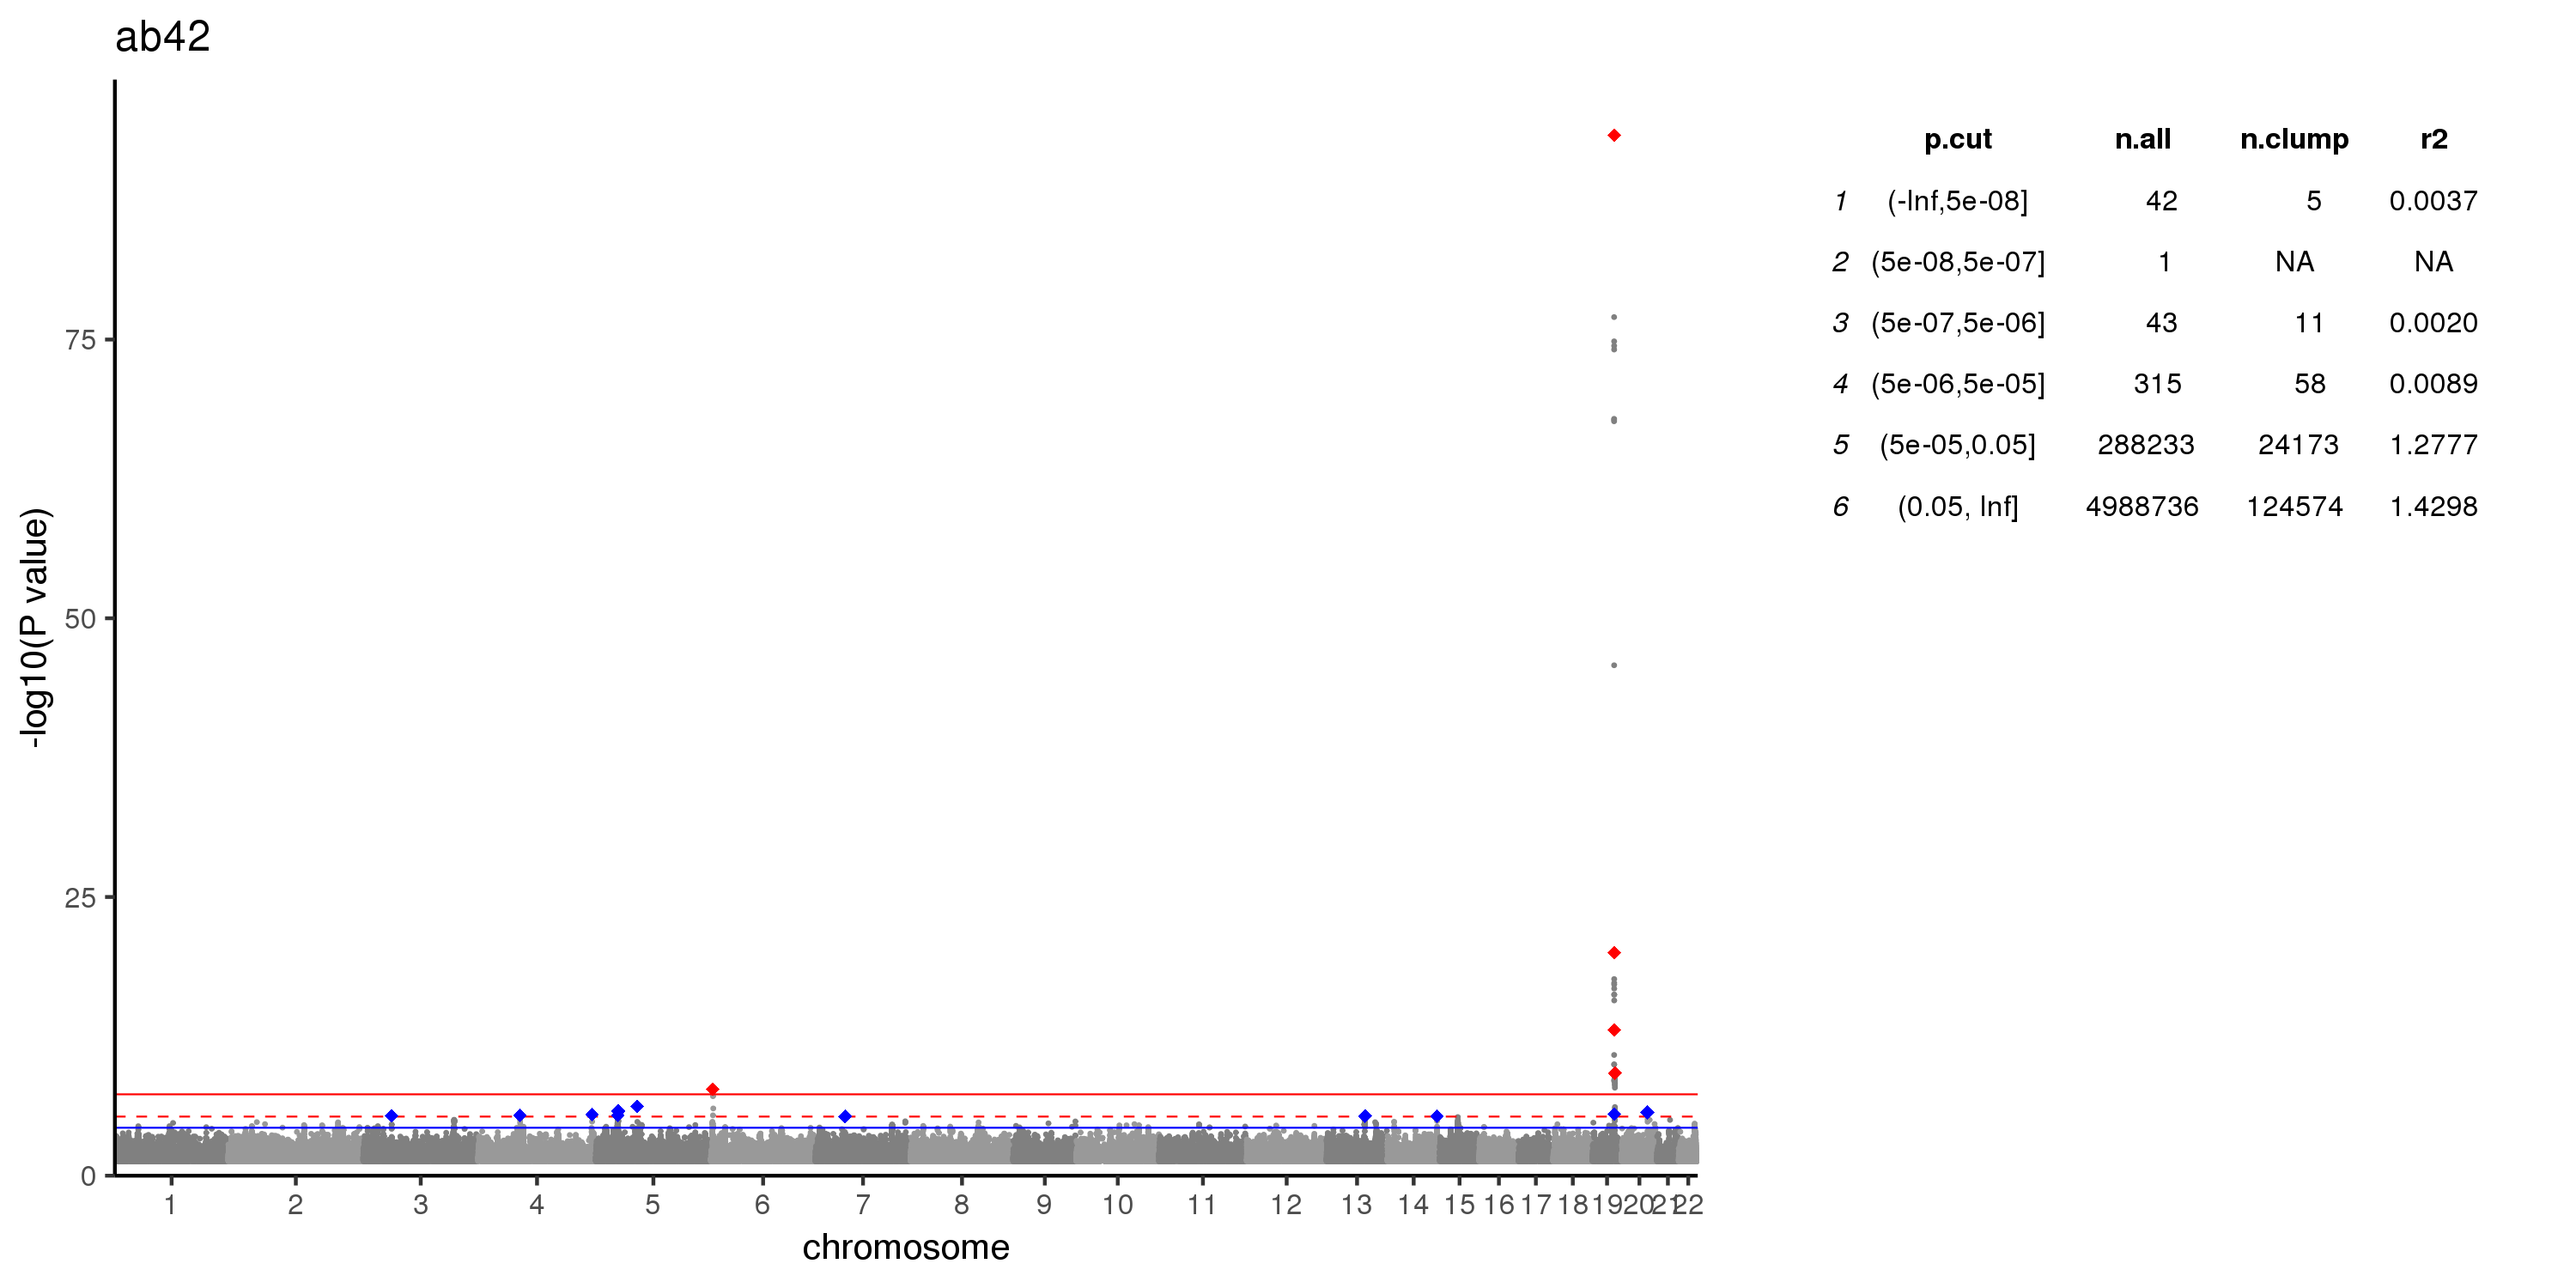 ab42
-log10(P value)
75
50
25
0
1 2 3 4 5 6 7 8 9 10 11 12 13 14 15 16 17 18 19 20 21 22
chromosome
p.cut n.all n.clump r2
1 (-Inf,5e-08] 42 5 0.0037
2 (5e-08,5e-07] 1 NA NA
3 (5e-07,5e-06] 43 11 0.0020
4 (5e-06,5e-05] 315 58 0.0089
5 (5e-05,0.05] 288233 24173 1.2777
6 (0.05, Inf] 4988736 124574 1.4298